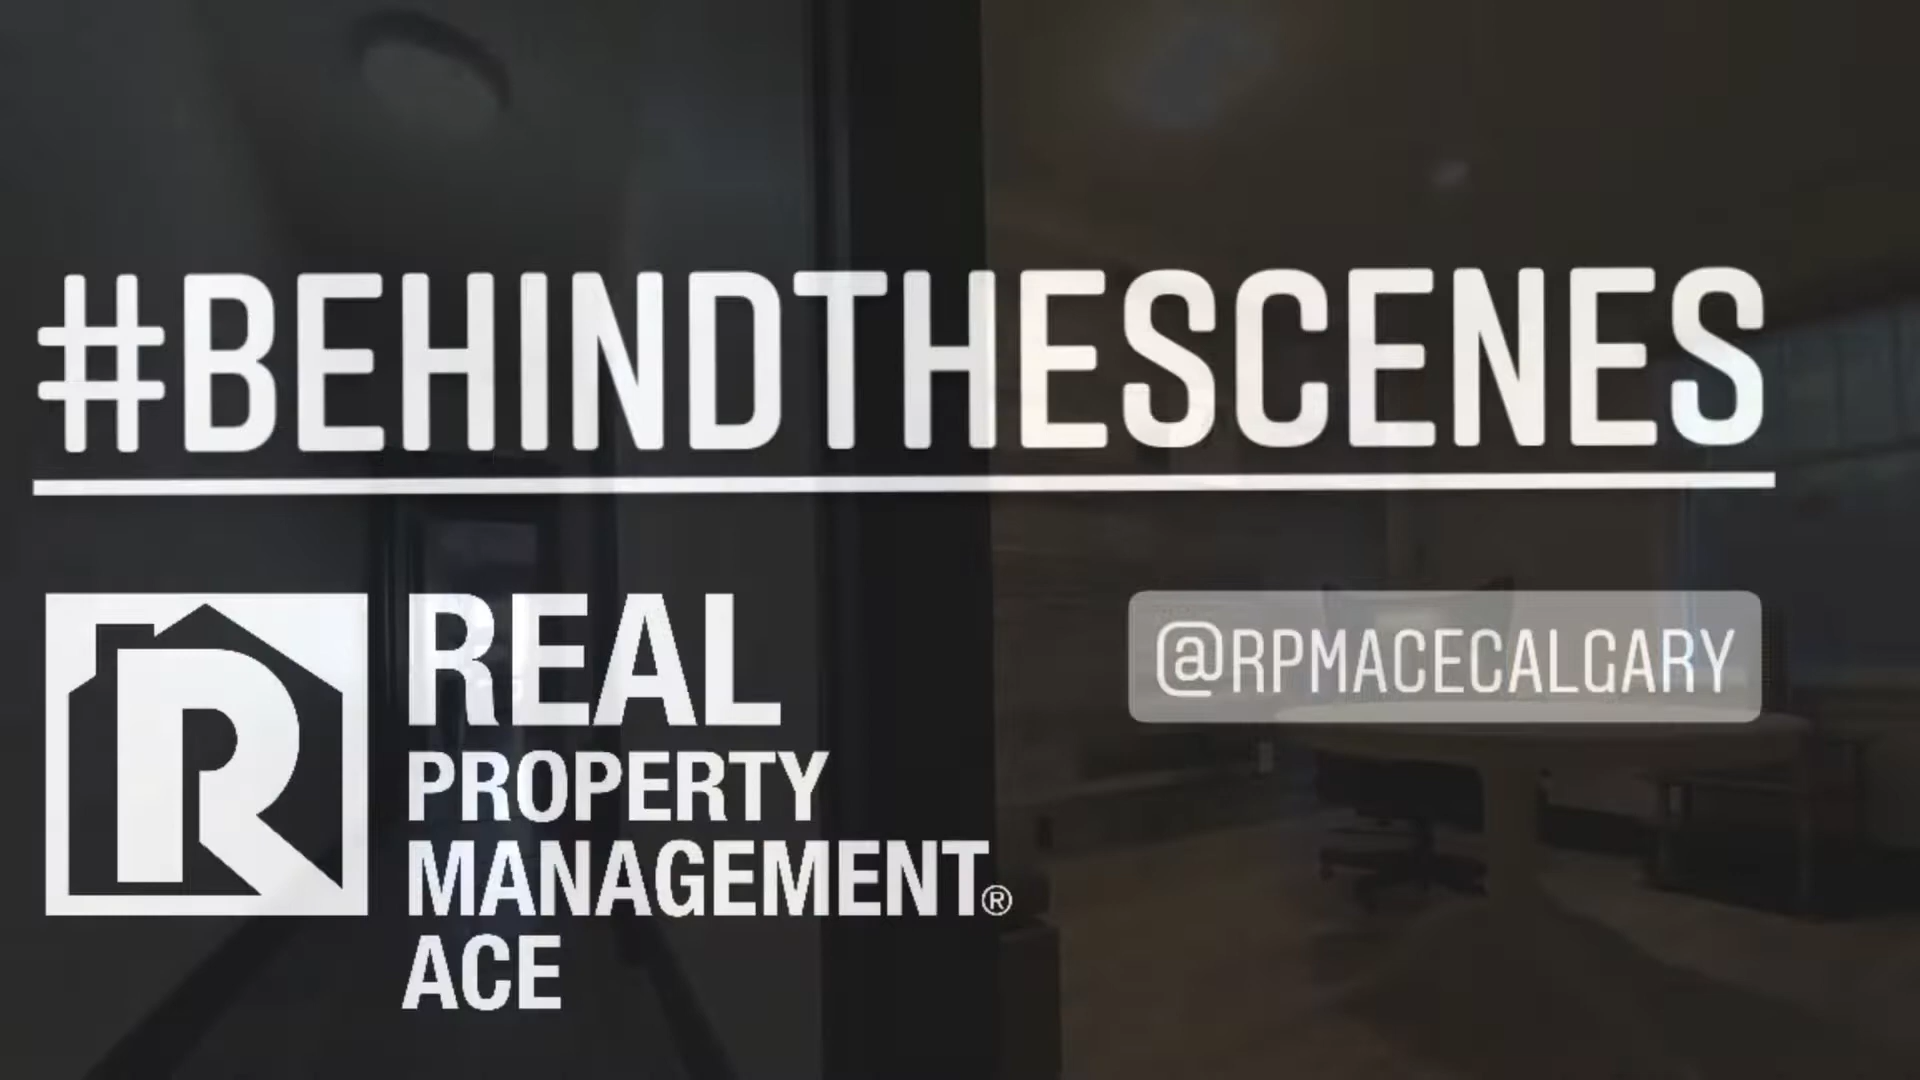 #BEHINDTHESCENES
REAL
PROPERTY
MANAGEMENT®
ACE
@RPMACECALGARY